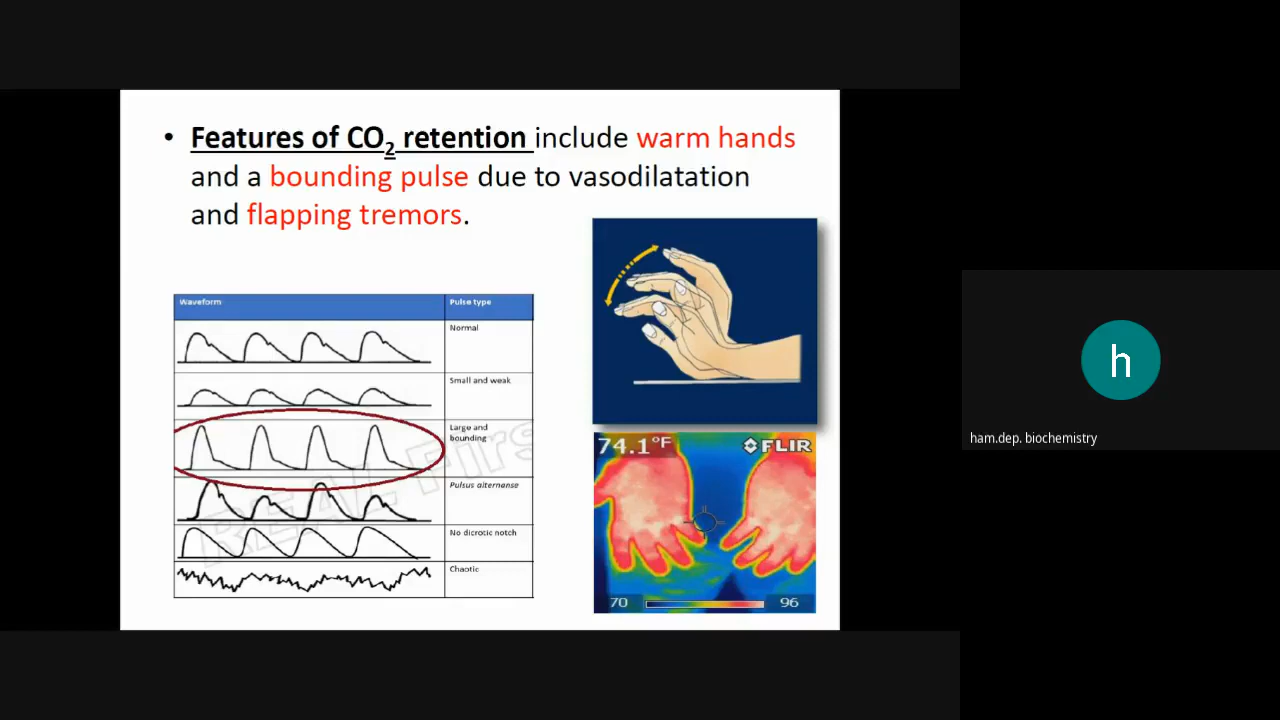 • Features of CO2 retention include warm hands
and a bounding pulse due to vasodilatation
and flapping tremors.
Waveform Pulse type
Normal
Small and weak
Large and
bounding
Pulsus alternanse
No dicrotic notch
Chaotic
74.1°F FLIR
70 96
h
ham.dep. biochemistry